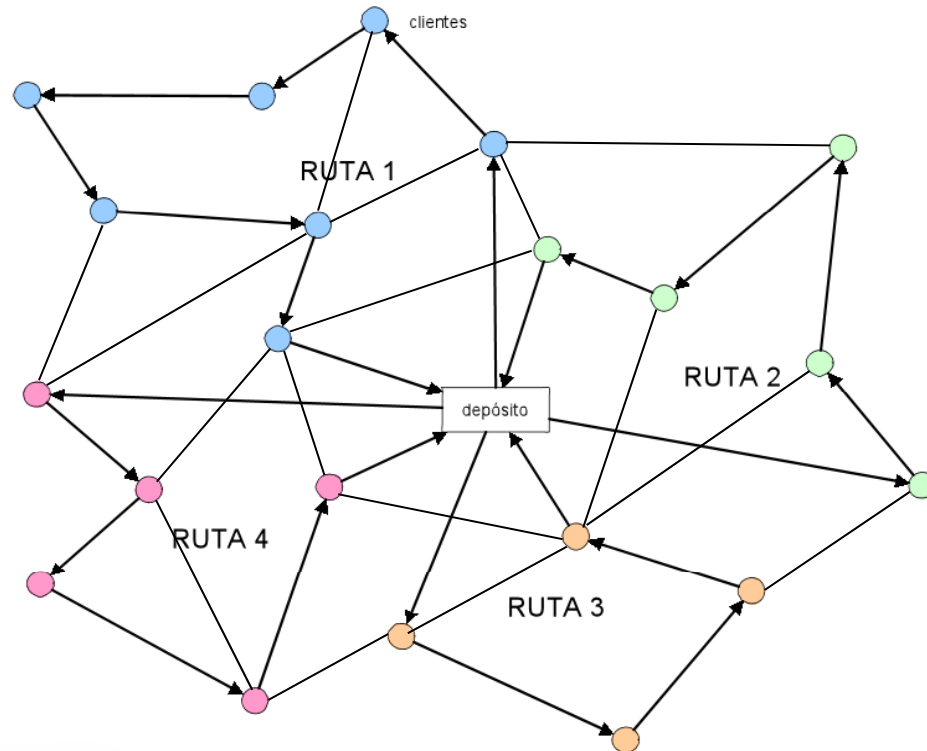 clientes
RUTA 1
RUTA 2
depósito
RUTA 4
RUTA 3